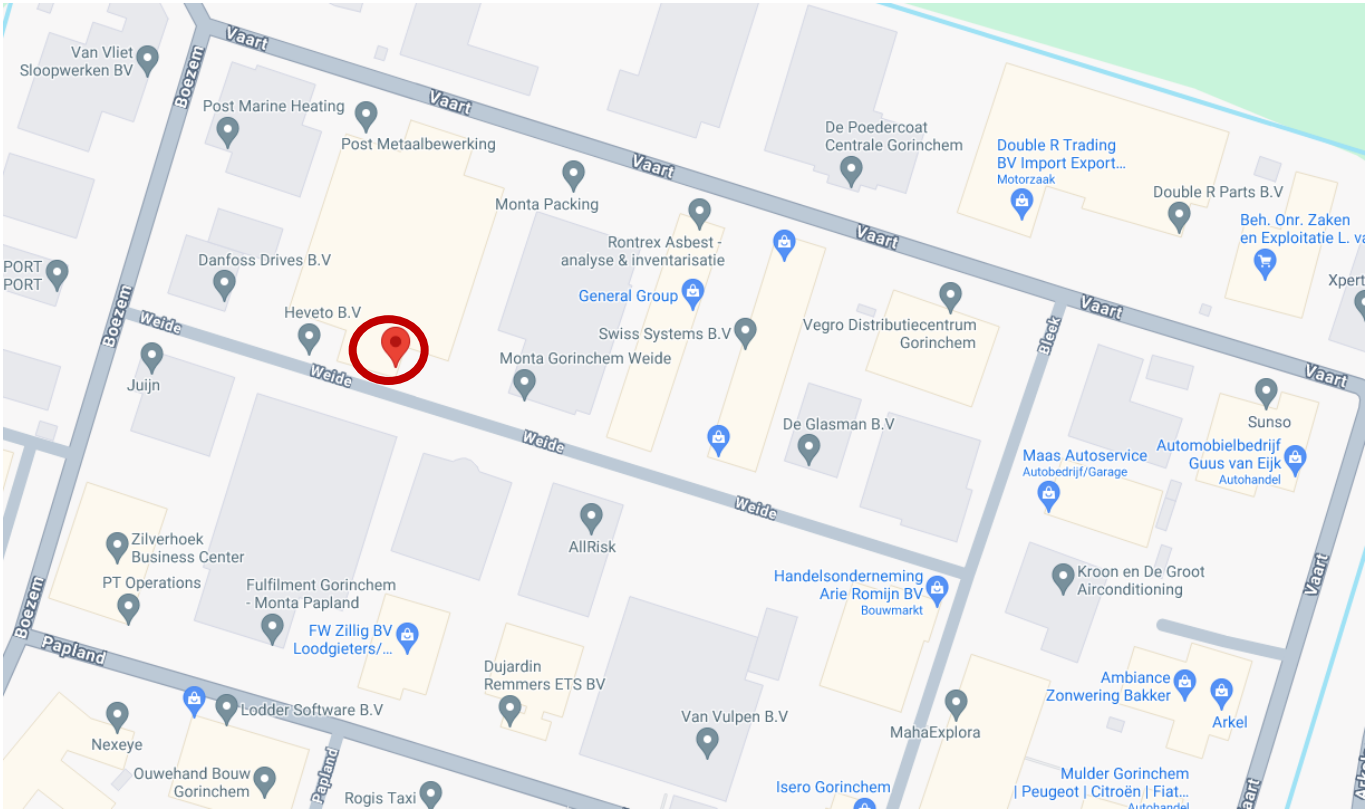 Vaart
Van Vliet
Sloopwerken BV
Boezem
Vaart
Post Marine Heating
Post Metaalbewerking
De Poedercoat
Centrale Gorinchem
Double R Trading
BV Import Export...
Motorzaak
Vaart
Monta Packing
Double R Parts B.V
Beh. Onr. Zaken
en Exploitatie L. va
Rontrex Asbest -
analyse & inventarisatie
Vaart
Danfoss Drives B.V
PORT
PORT
Xpert
General Group
Boezem
Weide
Heveto B.V
Swiss Systems B.V
Vegro Distributiecentrum
Gorinchem
Vaart
Bleek
Monta Gorinchem Weide
Juijn
Weide
Vaart
De Glasman B.V
Sunso
Weide
Maas Autoservice
Autobedrijf/Garage
Automobielbedrijf
Guus van Eijk
Autohandel
Weide
Zilverhoek
Business Center
AllRisk
PT Operations
Fulfilment Gorinchem
- Monta Papland
Handelsonderneming
Arie Romijn BV
Bouwmarkt
Kroon en De Groot
Airconditioning
Vaart
Boezem
FW Zillig BV
Loodgieters/...
Papland
Dujardin
Remmers ETS BV
Ambiance
Zonwering Bakker
Lodder Software B.V
Van Vulpen B.V
Arkel
MahaExplora
Nexeye
Ouwehand Bouw
Gorinchem
Papland
Rogis Taxi
Isero Gorinchem
Mulder Gorinchem
| Peugeot | Citroën | Fiat...
Autohandel
Vaart